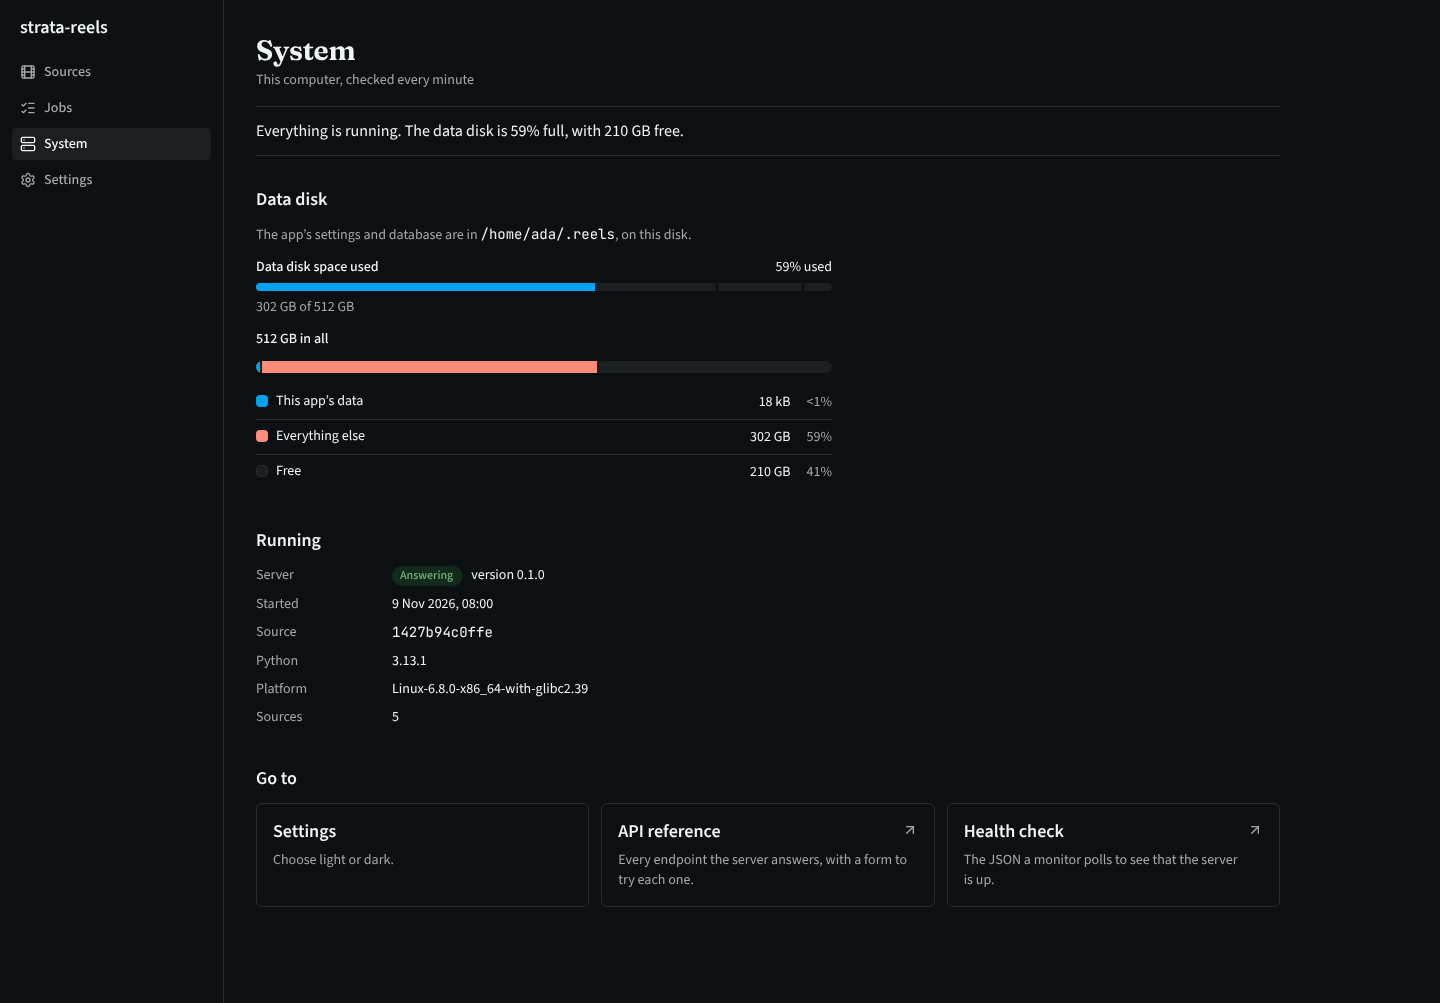 strata-reels
Sources
Jobs
System
Settings
System
This computer, checked every minute
Everything is running. The data disk is 59% full, with 210 GB free.
Data disk
The app’s settings and database are in /home/ada/.reels, on this disk.
Data disk space used 59% used
302 GB of 512 GB
512 GB in all
This app’s data 18 kB <1%
Everything else 302 GB 59%
Free 210 GB 41%
Running
Server Answering version 0.1.0
Started 9 Nov 2026, 08:00
Source 1427b94c0ffe
Python 3.13.1
Platform Linux-6.8.0-x86_64-with-glibc2.39
Sources 5
Go to
Settings
Choose light or dark.
API reference
Every endpoint the server answers, with a form to
try each one.
Health check
The JSON a monitor polls to see that the server
is up.